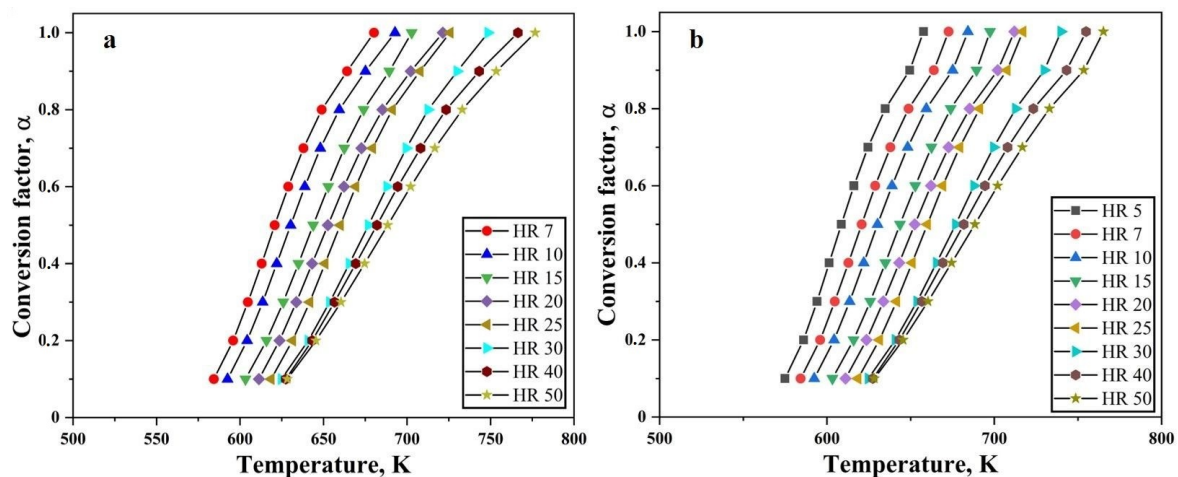 a
Conversion factor, α
1.0
0.8
0.6
0.4
0.2
0
500
550
600
650
700
750
800
Temperature, K
HR 7
HR 10
HR 15
HR 20
HR 25
HR 30
HR 40
HR 50
b
Conversion factor, α
1.0
0.8
0.6
0.4
0.2
0
500
600
700
800
Temperature, K
HR 5
HR 7
HR 10
HR 15
HR 20
HR 25
HR 30
HR 40
HR 50